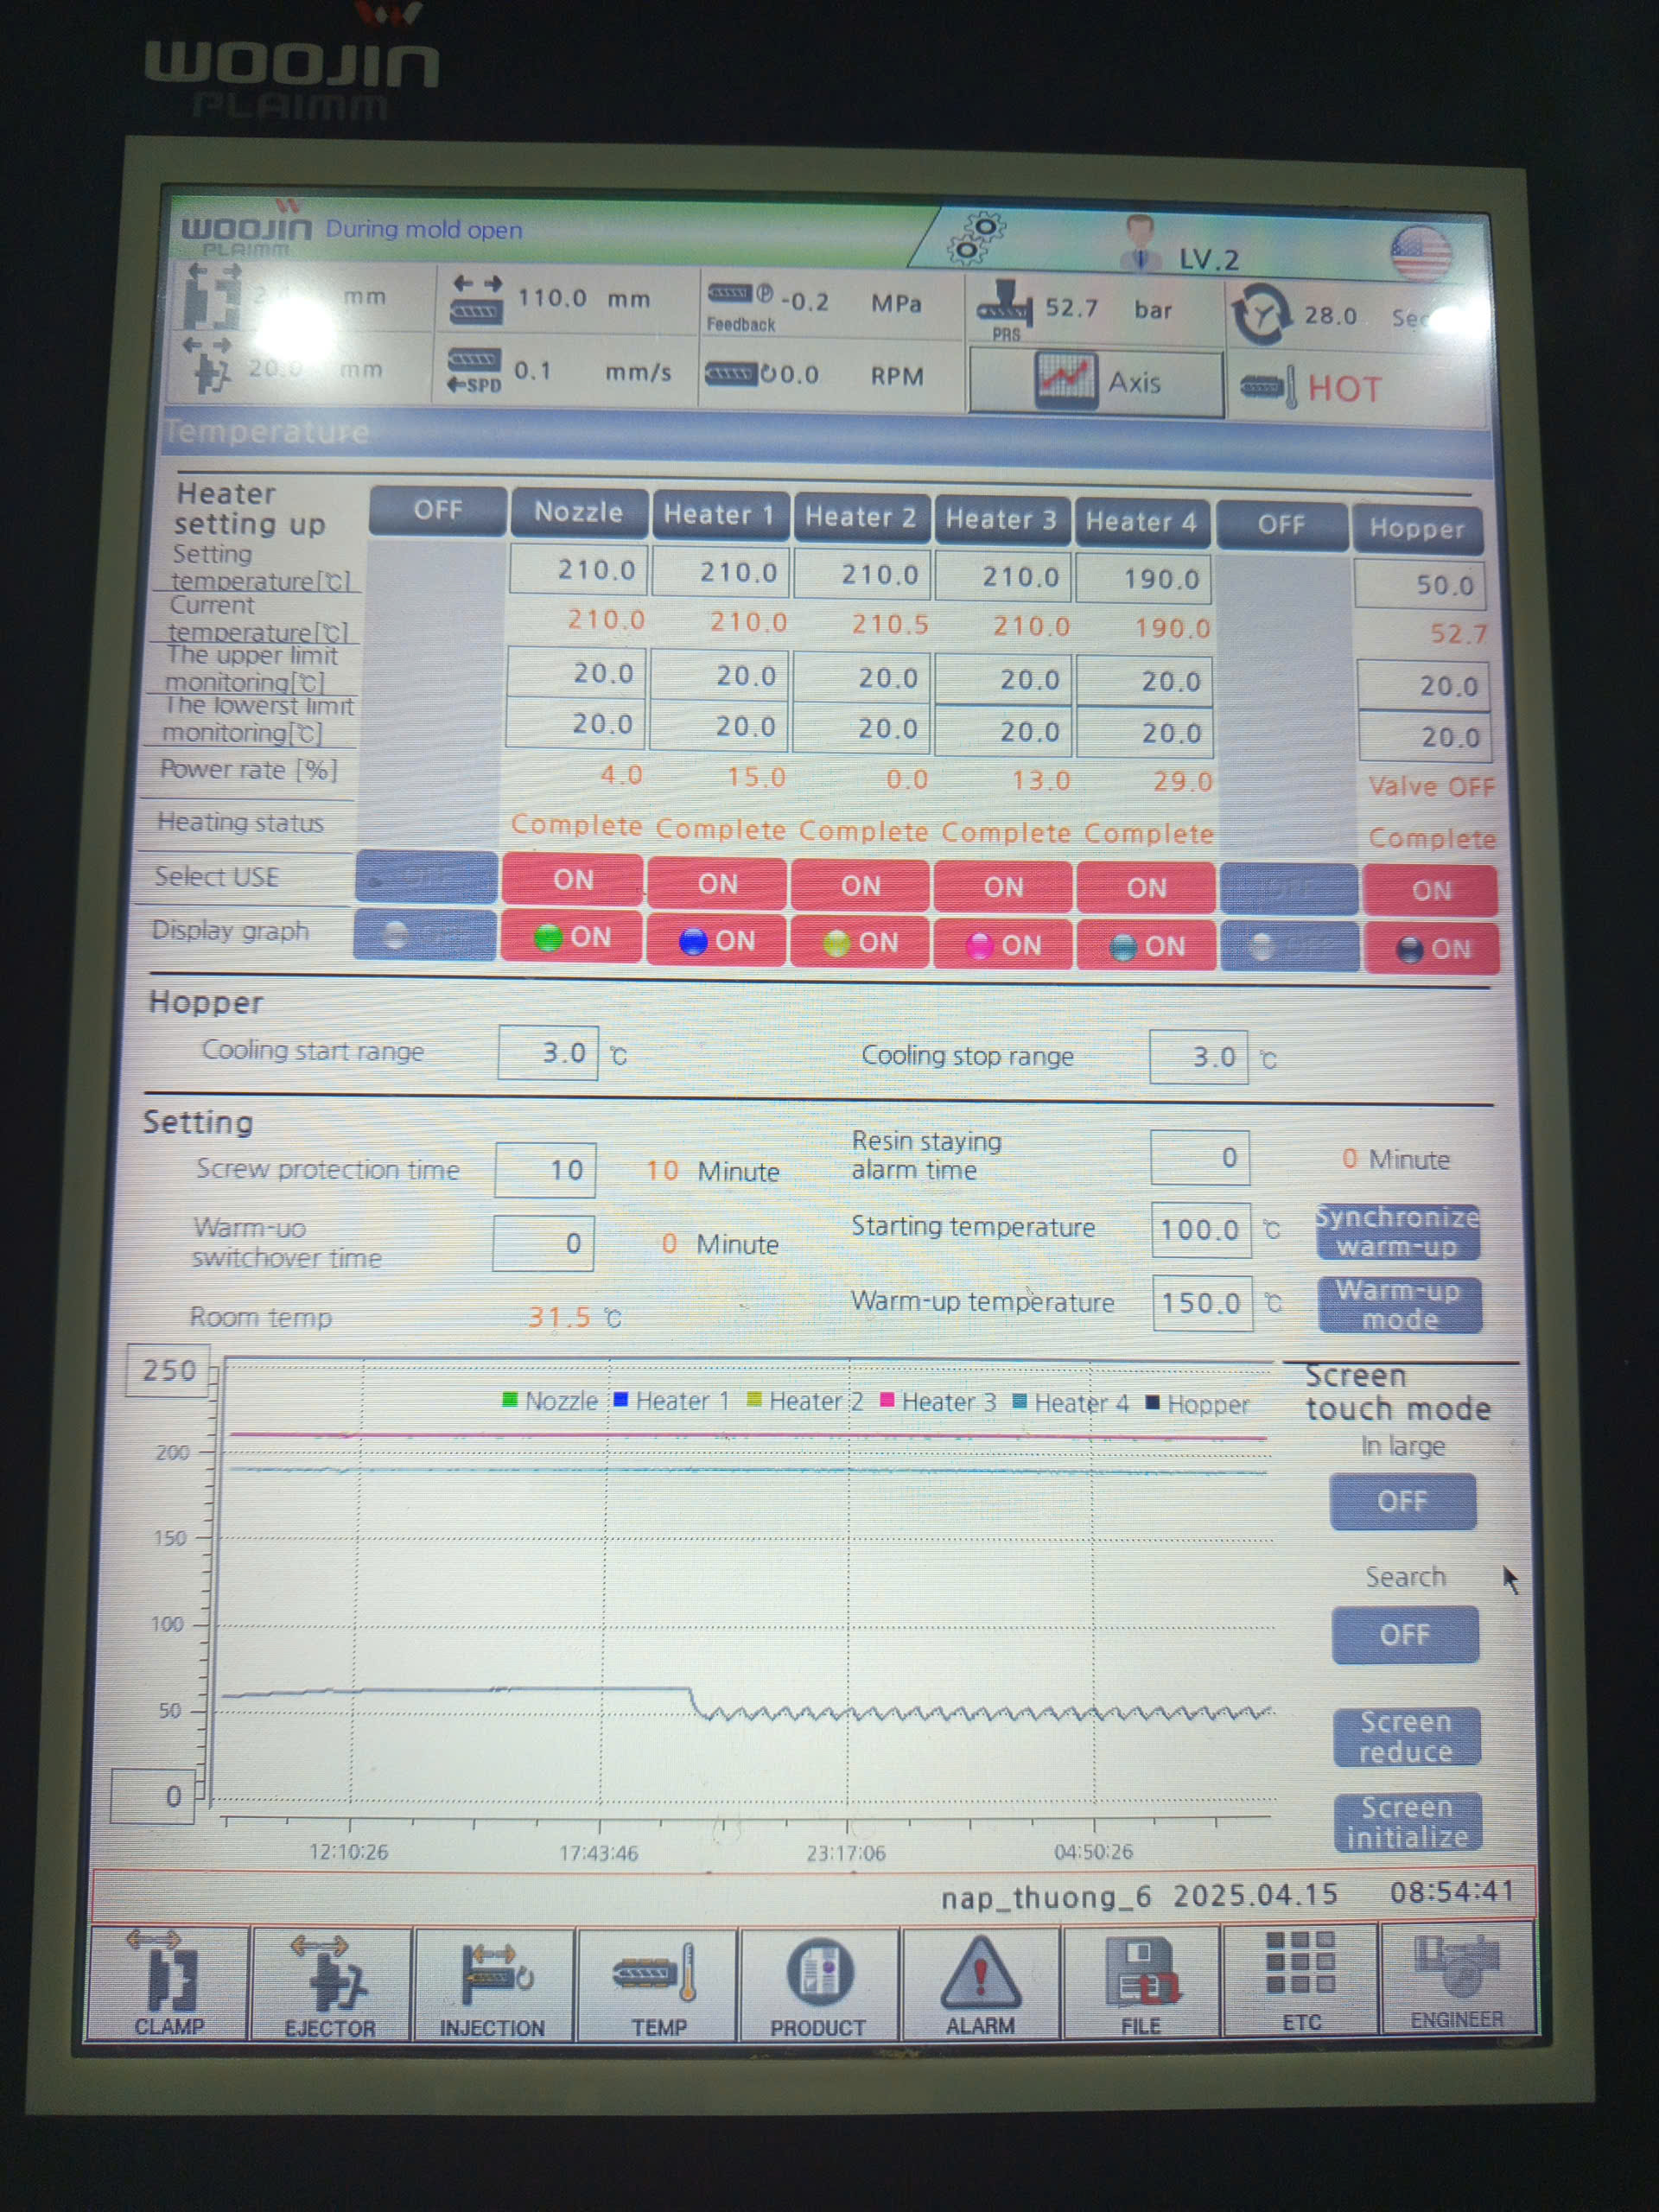 WOOJIN
PLAIMM
WOOJIN During mold open
PLAIMM
LV.2
mm 110.0 mm -0.2 MPa 52.7 bar 28.0 Sec
Feedback PRS
20.0 mm 0.1 mm/s 0.0 RPM Axis HOT
SPD
Temperature
Heater setting up OFF Nozzle Heater 1 Heater 2 Heater 3 Heater 4 OFF Hopper
Setting temperature[℃] 210.0 210.0 210.0 210.0 190.0 50.0
Current temperature[℃] 210.0 210.0 210.5 210.0 190.0 52.7
The upper limit monitoring[℃] 20.0 20.0 20.0 20.0 20.0 20.0
The lowerst limit monitoring[℃] 20.0 20.0 20.0 20.0 20.0 20.0
Power rate [%] 4.0 15.0 0.0 13.0 29.0 Valve OFF
Heating status Complete Complete Complete Complete Complete Complete
Select USE OFF ON ON ON ON ON OFF ON
Display graph OFF ON ON ON ON ON OFF ON
Hopper
Cooling start range 3.0 ℃ Cooling stop range 3.0 ℃
Setting
Screw protection time 10 10 Minute Resin staying alarm time 0 0 Minute
Warm-uo switchover time 0 0 Minute Starting temperature 100.0 ℃ Synchronize warm-up
Room temp 31.5 ℃ Warm-up temperature 150.0 ℃ Warm-up mode
250
Nozzle Heater 1 Heater 2 Heater 3 Heater 4 Hopper
200
150
100
50
0
12:10:26 17:43:46 23:17:06 04:50:26
Screen touch mode
In large
OFF
Search
OFF
Screen reduce
Screen initialize
nap_thuong_6 2025.04.15 08:54:41
CLAMP EJECTOR INJECTION TEMP PRODUCT ALARM FILE ETC ENGINEER